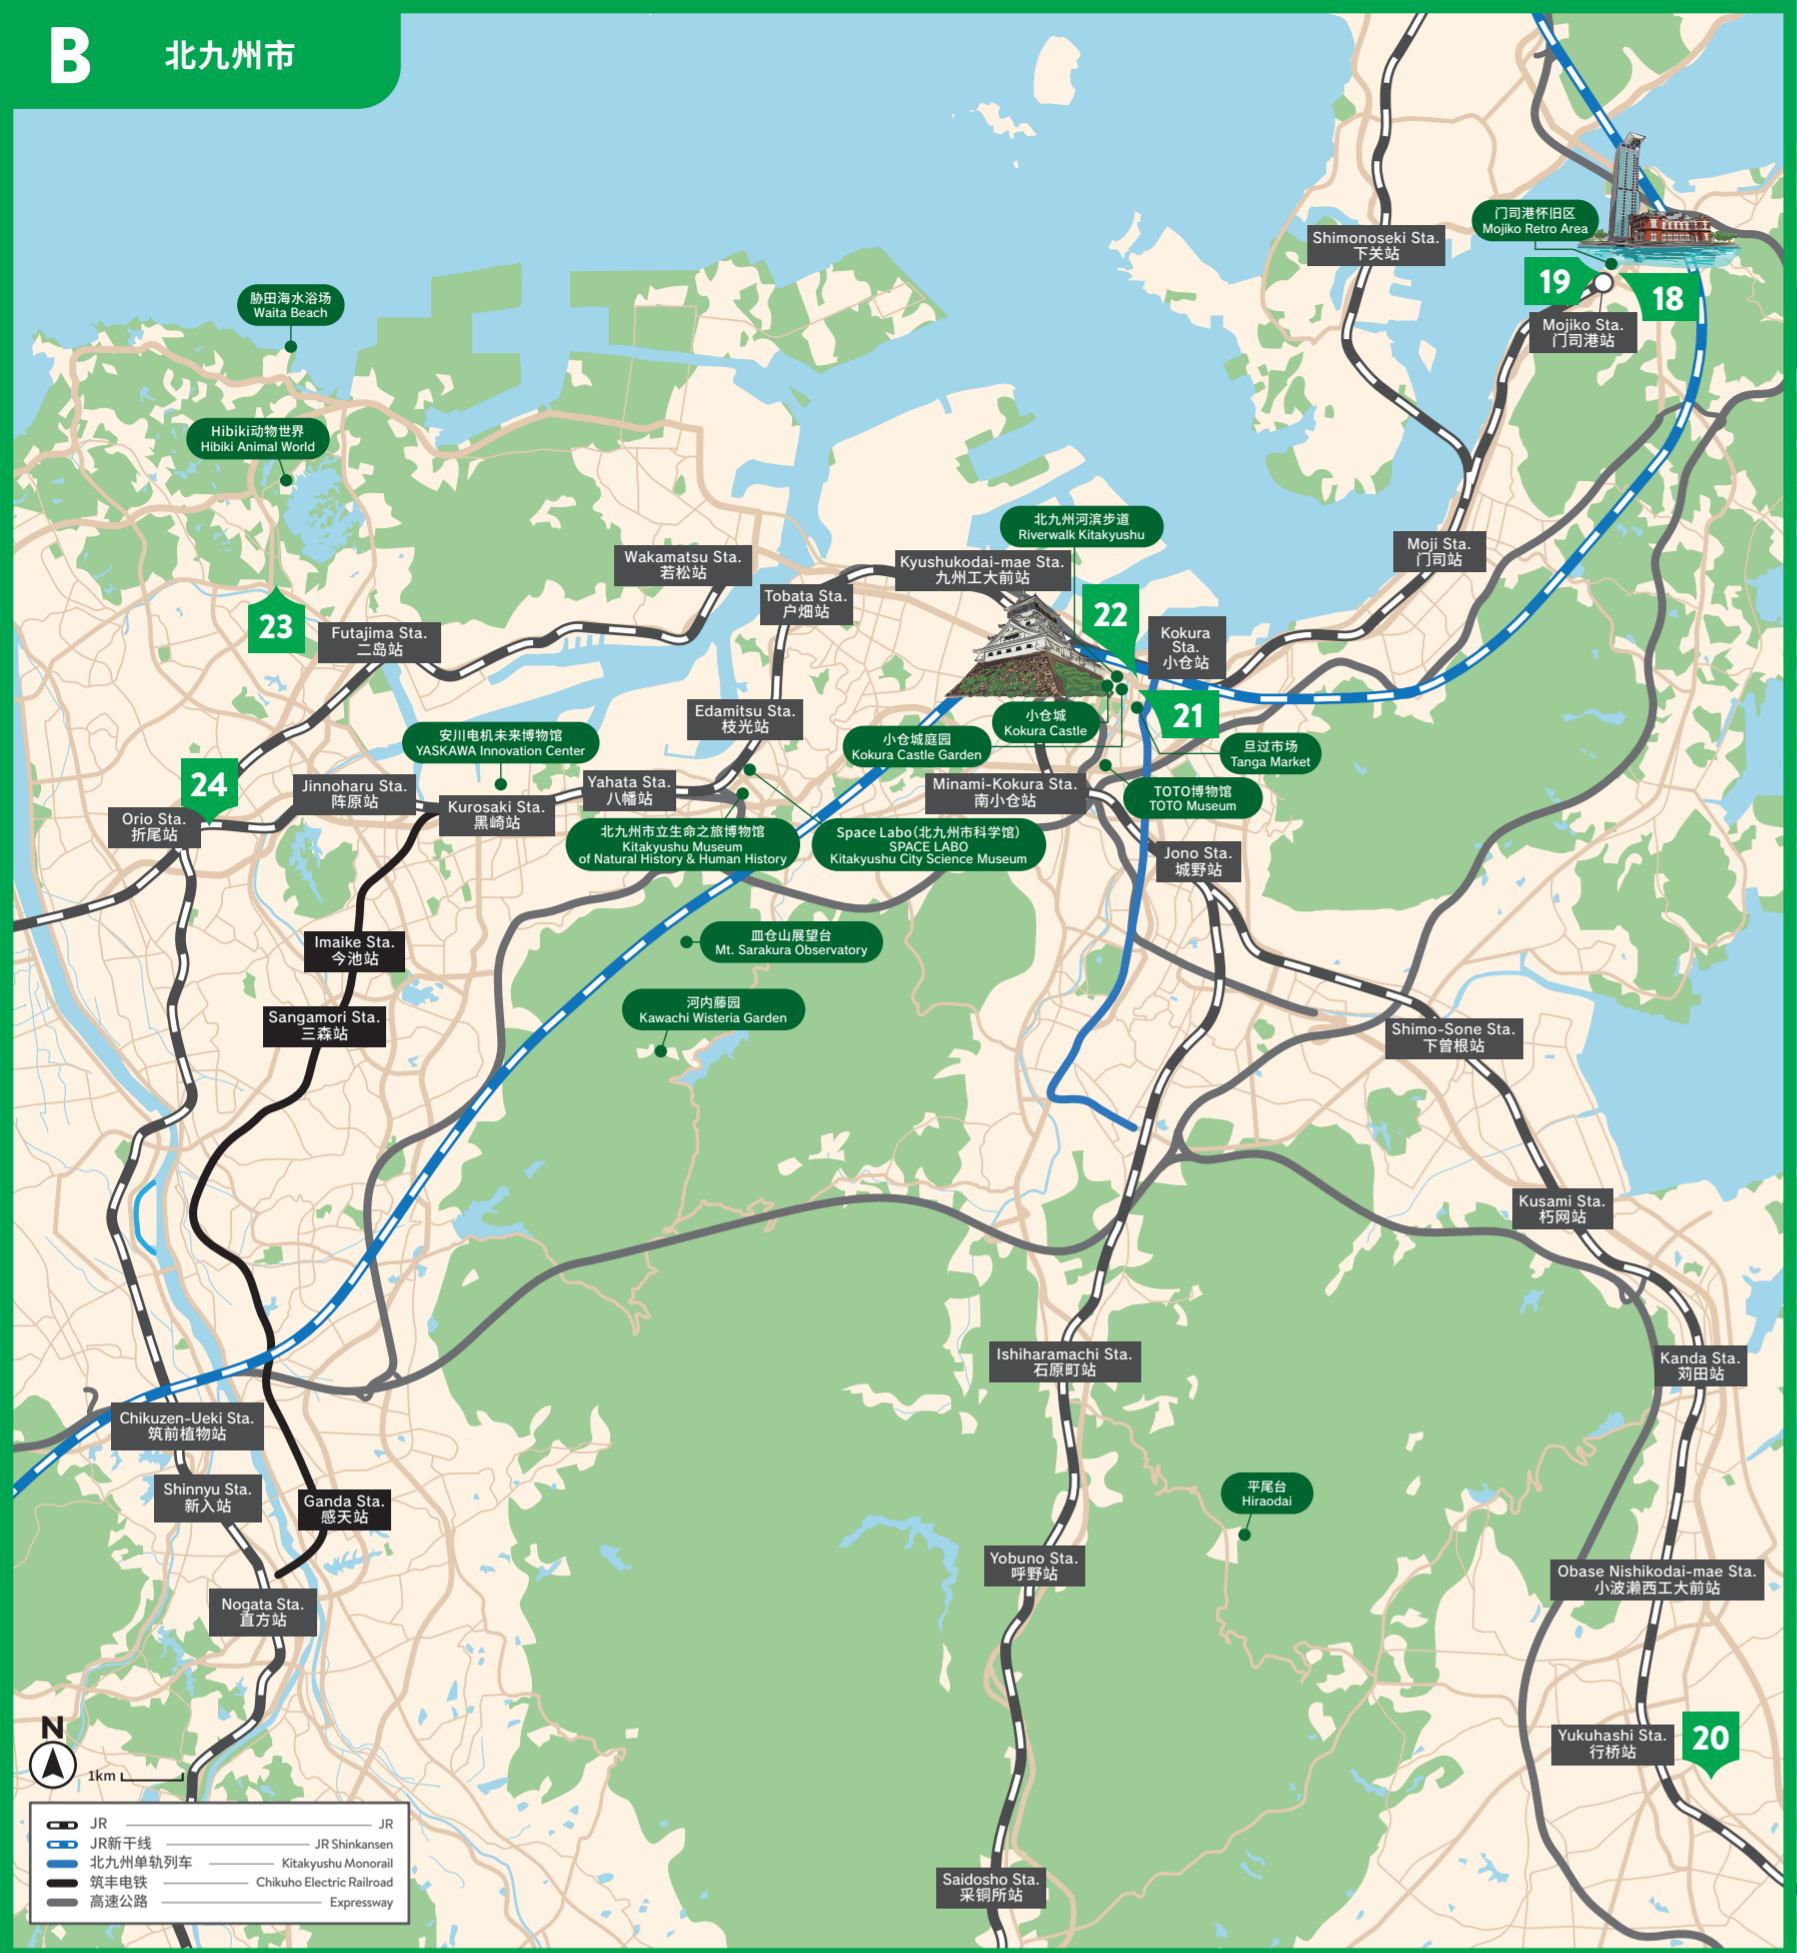 B
北九州市
Shimonoseki Sta.
下关站
门司港怀旧区
Mojiko Retro Area
19
18
Mojiko Sta.
门司港站
胁田海水浴场
Waita Beach
Hibiki动物世界
Hibiki Animal World
北九州河滨步道
Riverwalk Kitakyushu
Moji Sta.
门司站
Wakamatsu Sta.
若松站
Kyushukodai-mae Sta.
九州工大前站
Tobata Sta.
户畑站
22
23
Futajima Sta.
二岛站
Kokura
Sta.
小仓站
Edamitsu Sta.
枝光站
小仓城
Kokura Castle
21
安川电机未来博物馆
YASKAWA Innovation Center
小仓城庭园
Kokura Castle Garden
旦过市场
Tanga Market
24
Jinnoharu Sta.
阵原站
Yahata Sta.
八幡站
Minami-Kokura Sta.
南小仓站
TOTO博物馆
TOTO Museum
Orio Sta.
折尾站
Kurosaki Sta.
黑崎站
北九州市立生命之旅博物馆
Kitakyushu Museum
of Natural History & Human History
Space Labo(北九州市科学馆)
SPACE LABO
Kitakyushu City Science Museum
Jono Sta.
城野站
Imaike Sta.
今池站
皿仓山展望台
Mt. Sarakura Observatory
Sangamori Sta.
三森站
河内藤园
Kawachi Wisteria Garden
Shimo-Sone Sta.
下曾根站
Kusami Sta.
朽网站
Ishiharamachi Sta.
石原町站
Kanda Sta.
苅田站
Chikuzen-Ueki Sta.
筑前植物站
Shinnyu Sta.
新入站
Ganda Sta.
感天站
平尾台
Hiraodai
Yobuno Sta.
呼野站
Obase Nishikodai-mae Sta.
小波濑西工大前站
Nogata Sta.
直方站
Yukuhashi Sta.
行桥站
20
N
1km
Saidosho Sta.
采铜所站
JR JR
JR新干线 JR Shinkansen
北九州单轨列车 Kitakyushu Monorail
筑丰电铁 Chikuho Electric Railroad
高速公路 Expressway